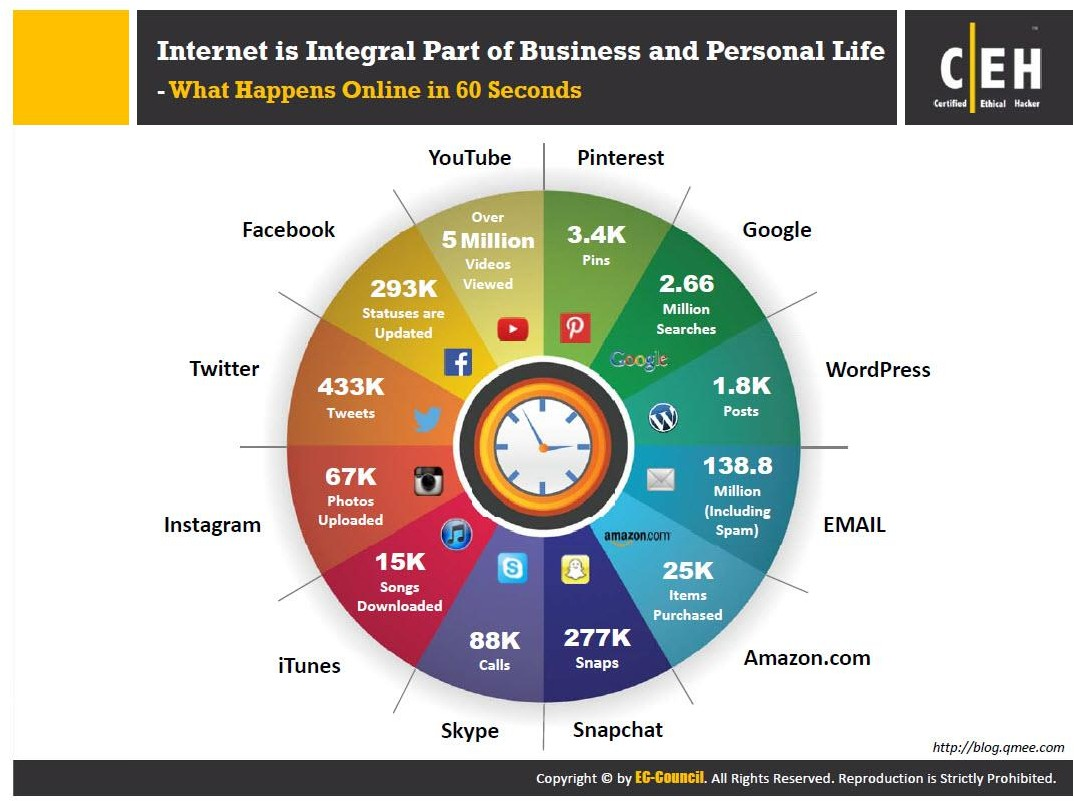 Internet is Integral Part of Business and Personal Life
- What Happens Online in 60 Seconds
C|EH
™
Certified Ethical Hacker
YouTube
Over
5 Million
Videos
Viewed
Pinterest
3.4K
Pins
Google
2.66
Million
Searches
Google
WordPress
1.8K
Posts
EMAIL
138.8
Million
(Including
Spam)
Amazon.com
amazon.com
25K
Items
Purchased
Snapchat
277K
Snaps
Skype
88K
Calls
iTunes
15K
Songs
Downloaded
Instagram
67K
Photos
Uploaded
Twitter
433K
Tweets
Facebook
293K
Statuses are
Updated
http://blog.qmee.com
Copyright © by EC-Council. All Rights Reserved. Reproduction is Strictly Prohibited.